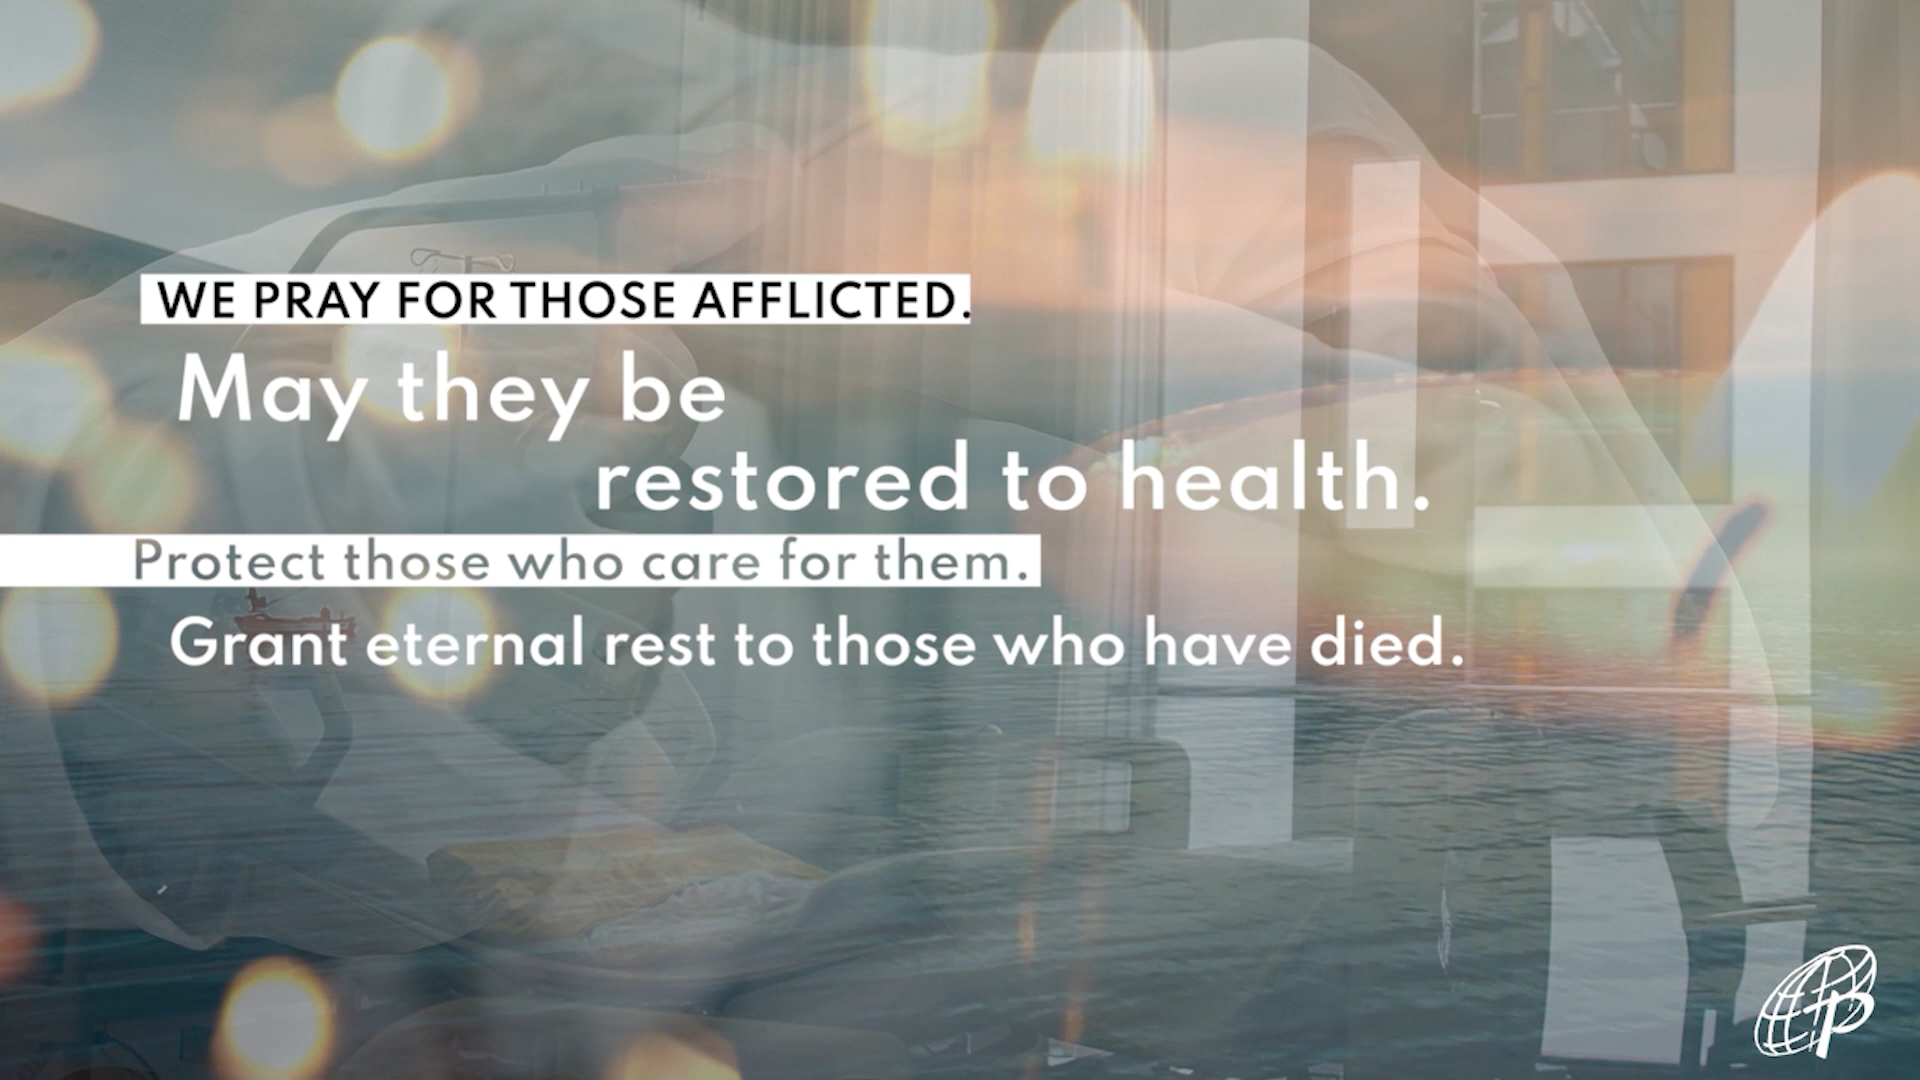 WE PRAY FOR THOSE AFFLICTED.
May they be
restored to health.
Protect those who care for them.
Grant eternal rest to those who have died.